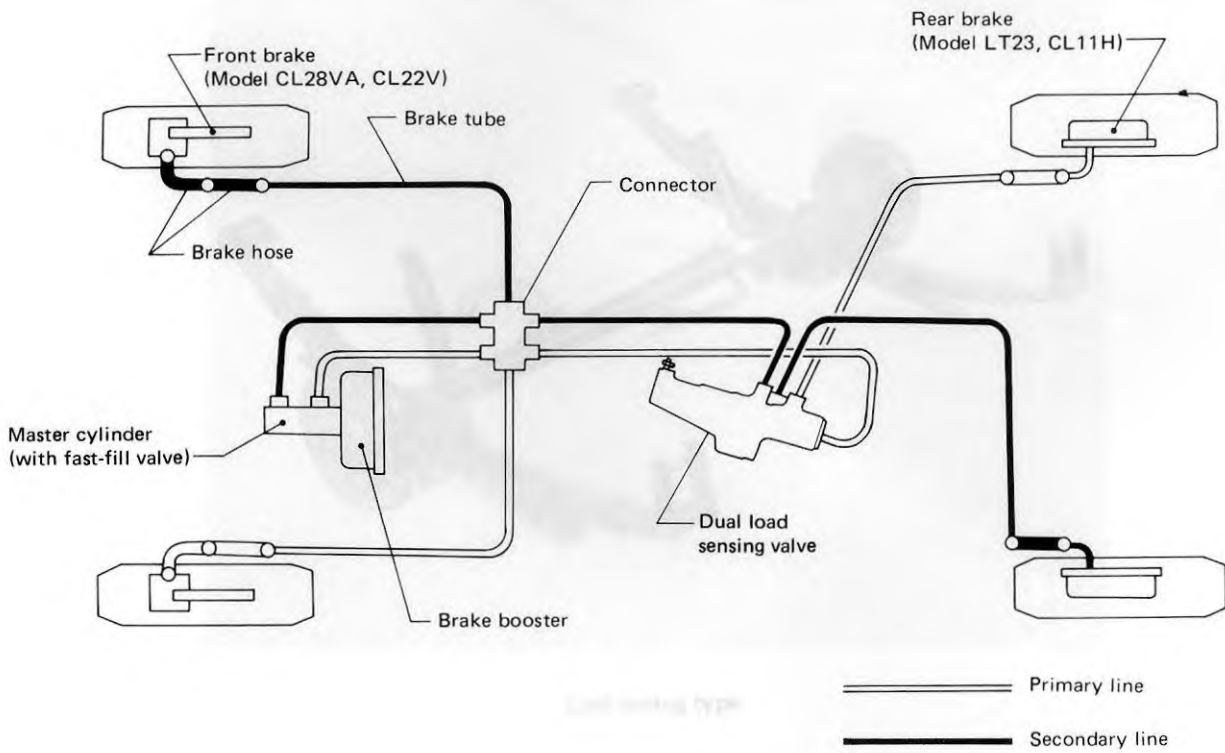 Rear brake
(Model LT23, CL11H)
Front brake
(Model CL28VA, CL22V)
Brake tube
Connector
Brake hose
Master cylinder
(with fast-fill valve)
Dual load
sensing valve
Brake booster
Primary line
Secondary line